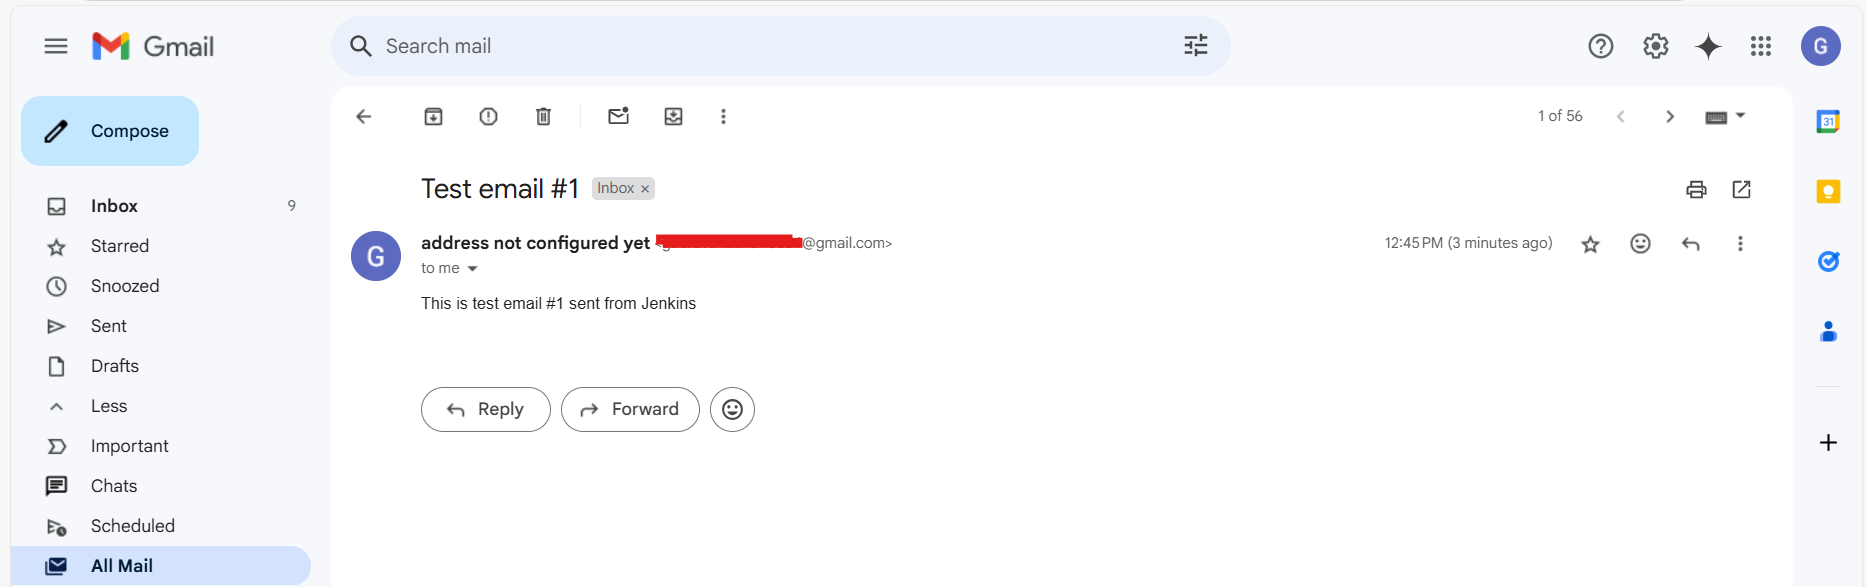 Gmail
Search mail
G
Compose
1 of 56
31
Test email #1 Inbox ×
Inbox 9
address not configured yet @gmail.com> 12:45 PM (3 minutes ago)
G
to me
Starred
Snoozed
This is test email #1 sent from Jenkins
Sent
Drafts
Less
Reply Forward
Important
Chats
Scheduled
All Mail